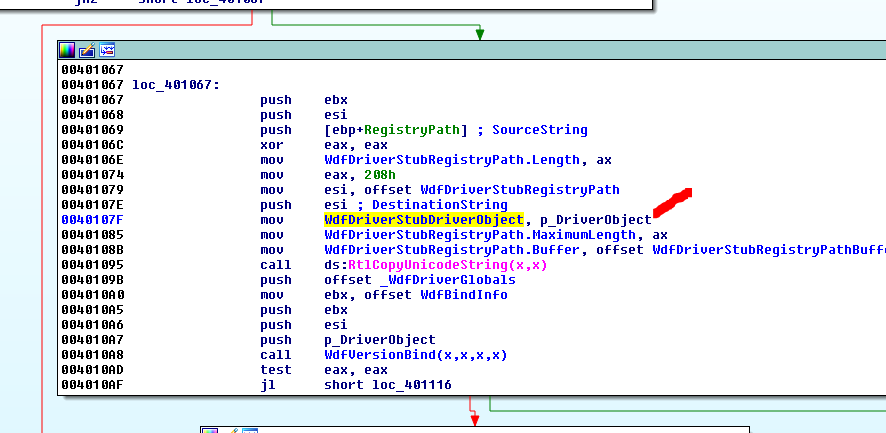 jnz     short loc_40106F
00401067
00401067 loc_401067:
00401067 push ebx
00401068 push esi
00401069 push [ebp+RegistryPath] ; SourceString
0040106C xor eax, eax
0040106E mov WdfDriverStubRegistryPath.Length, ax
00401074 mov eax, 208h
00401079 mov esi, offset WdfDriverStubRegistryPath
0040107E push esi ; DestinationString
0040107F mov WdfDriverStubDriverObject, p_DriverObject
00401085 mov WdfDriverStubRegistryPath.MaximumLength, ax
0040108B mov WdfDriverStubRegistryPath.Buffer, offset WdfDriverStubRegistryPathBuffe
00401095 call ds:RtlCopyUnicodeString(x,x)
0040109B push offset _WdfDriverGlobals
004010A0 mov ebx, offset WdfBindInfo
004010A5 push ebx
004010A6 push esi
004010A7 push p_DriverObject
004010A8 call WdfVersionBind(x,x,x,x)
004010AD test eax, eax
004010AF jl short loc_401116